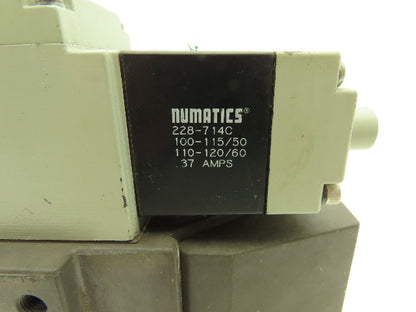 numatics®
228-714C
100-115/50
110-120/60
.37 AMPS